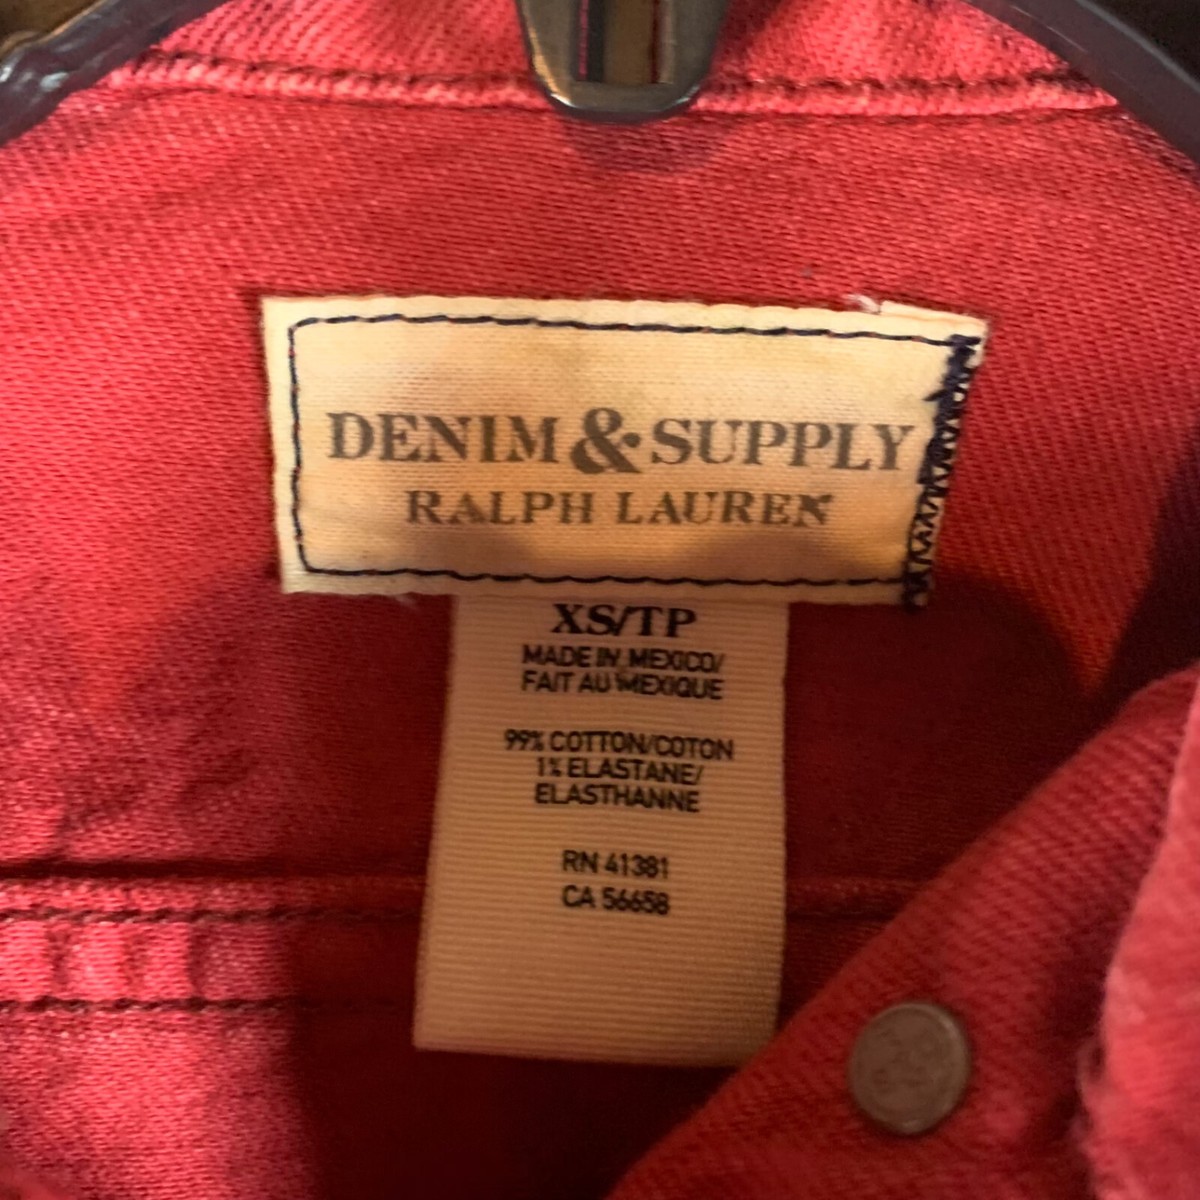 DENIM & SUPPLY
RALPH LAUREN
XS/TP
MADE IN MEXICO/
FAIT AU MEXIQUE
99% COTTON/COTON
1% ELASTANE/
ELASTHANNE
RN 41381
CA 56658